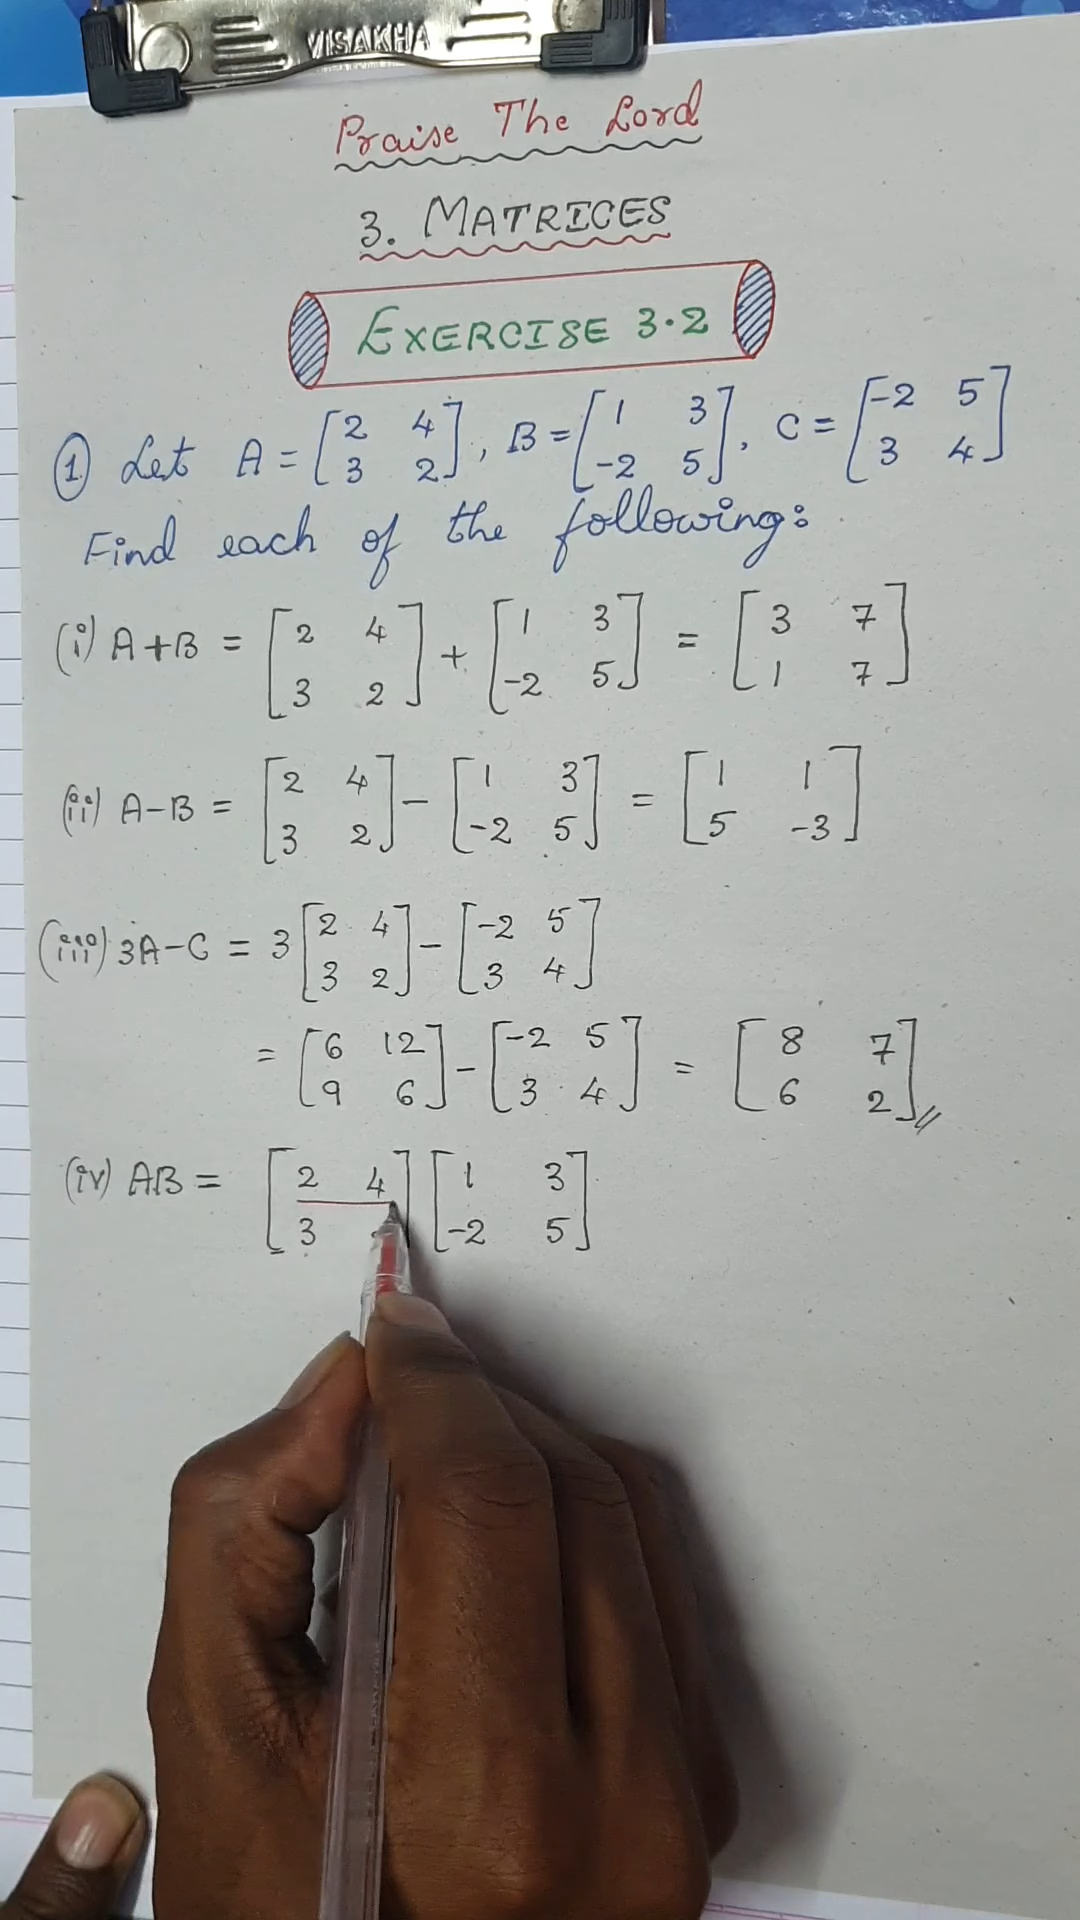 VISAKHA
Praise The Lord
3. MATRICES
EXERCISE 3.2
① Let A = [2 4 / 3 2], B = [1 3 / -2 5], C = [-2 5 / 3 4]
Find each of the following:
(i) A+B = [2 4 / 3 2] + [1 3 / -2 5] = [3 7 / 1 7]
(ii) A-B = [2 4 / 3 2] - [1 3 / -2 5] = [1 1 / 5 -3]
(iii) 3A-C = 3 [2 4 / 3 2] - [-2 5 / 3 4]
= [6 12 / 9 6] - [-2 5 / 3 4] = [8 7 / 6 2]
(iv) AB = [2 4 / 3] [1 3 / -2 5]